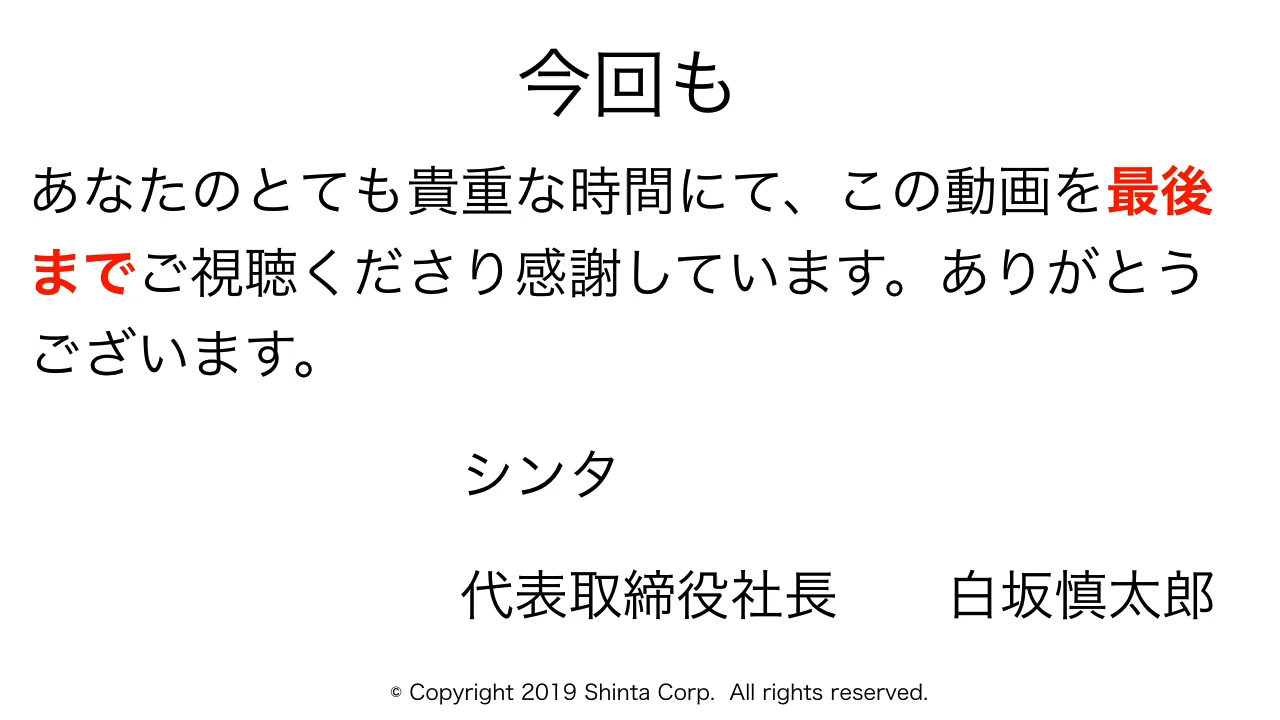 今回も
あなたのとても貴重な時間にて、この動画を最後
までご視聴くださり感謝しています。ありがとう
ございます。
シンタ
代表取締役社長　　白坂慎太郎
© Copyright 2019 Shinta Corp.  All rights reserved.